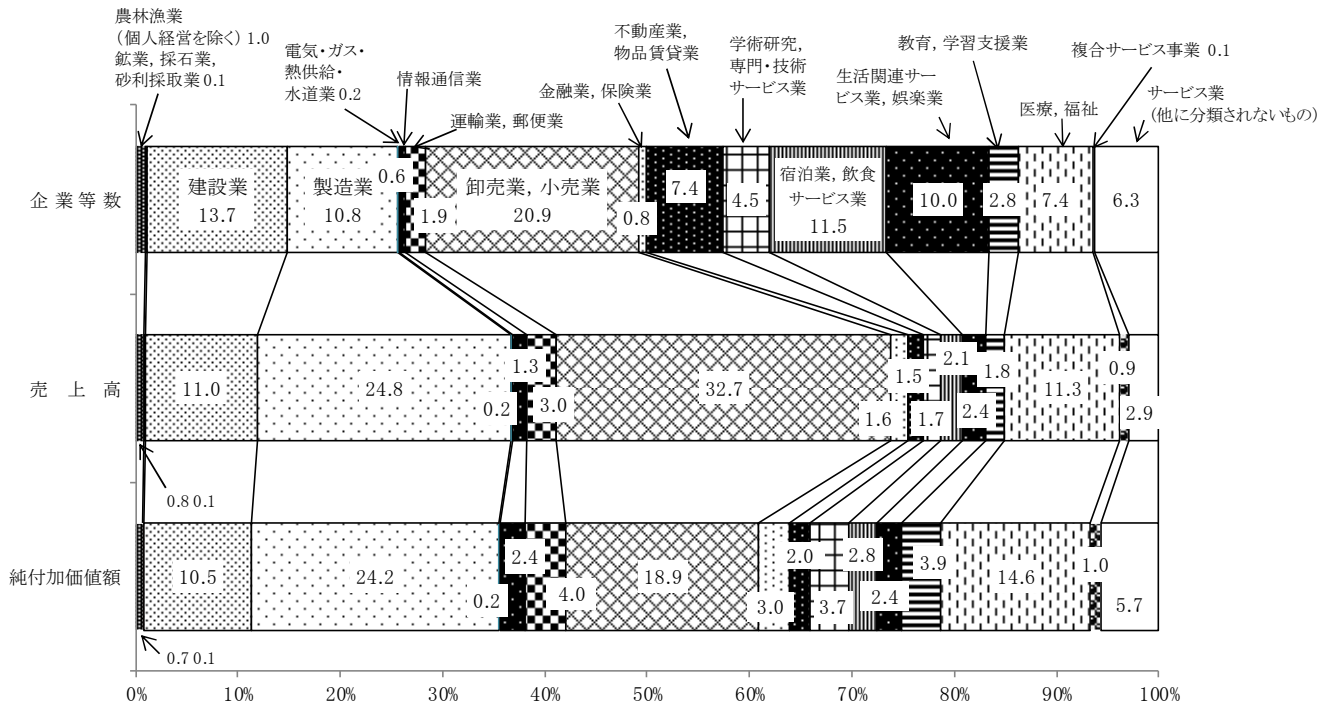 農林漁業
（個人経営を除く）1.0
鉱業，採石業，
砂利採取業 0.1
電気・ガス・
熱供給・
水道業 0.2
情報通信業
運輸業，郵便業
金融業，保険業
不動産業，
物品賃貸業
学術研究，
専門・技術
サービス業
生活関連サー
ビス業，娯楽業
教育，学習支援業
医療，福祉
複合サービス事業 0.1
サービス業
（他に分類されないもの）
企業等数
建設業
13.7
製造業
10.8
0.6
1.9
卸売業，小売業
20.9
0.8
7.4
4.5
宿泊業，飲食
サービス業
11.5
10.0
2.8
7.4
6.3
売上高
11.0
24.8
0.2
1.3
3.0
32.7
1.6
1.5
1.7
2.1
2.4
1.8
11.3
0.9
2.9
0.8 0.1
純付加価値額
10.5
24.2
0.2
2.4
4.0
18.9
3.0
2.0
3.7
2.8
2.4
3.9
14.6
1.0
5.7
0.7 0.1
0% 10% 20% 30% 40% 50% 60% 70% 80% 90% 100%